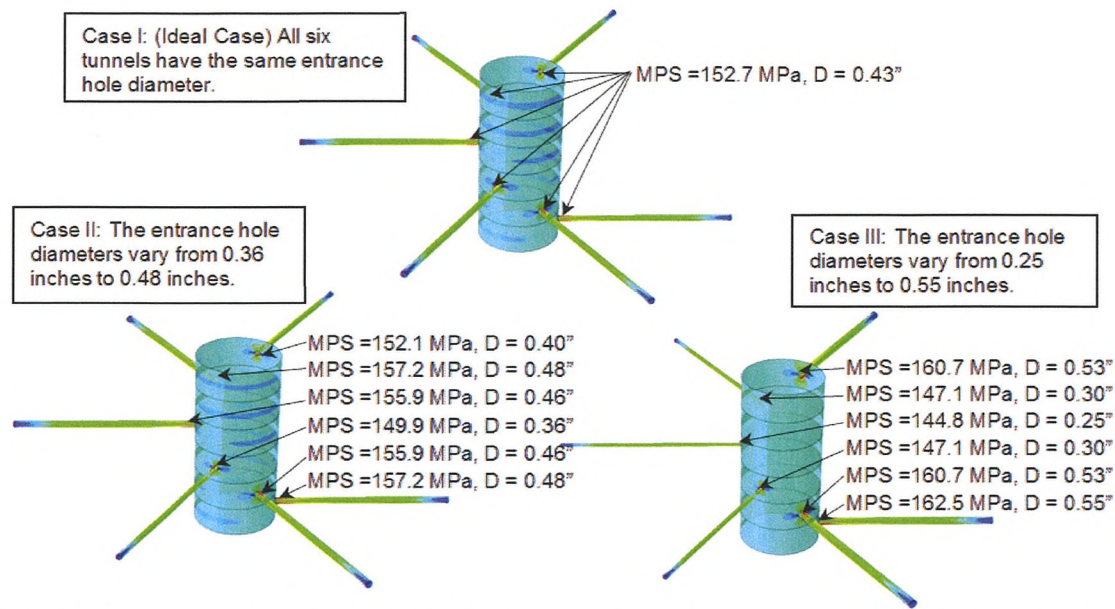 Case I: (Ideal Case) All six
tunnels have the same entrance
hole diameter.
MPS =152.7 MPa, D = 0.43”
Case II: The entrance hole
diameters vary from 0.36
inches to 0.48 inches.
MPS =152.1 MPa, D = 0.40”
MPS =157.2 MPa, D = 0.48”
MPS =155.9 MPa, D = 0.46”
MPS =149.9 MPa, D = 0.36”
MPS =155.9 MPa, D = 0.46”
MPS =157.2 MPa, D = 0.48”
Case III: The entrance hole
diameters vary from 0.25
inches to 0.55 inches.
MPS =160.7 MPa, D = 0.53”
MPS =147.1 MPa, D = 0.30”
MPS =144.8 MPa, D = 0.25”
MPS =147.1 MPa, D = 0.30”
MPS =160.7 MPa, D = 0.53”
MPS =162.5 MPa, D = 0.55”